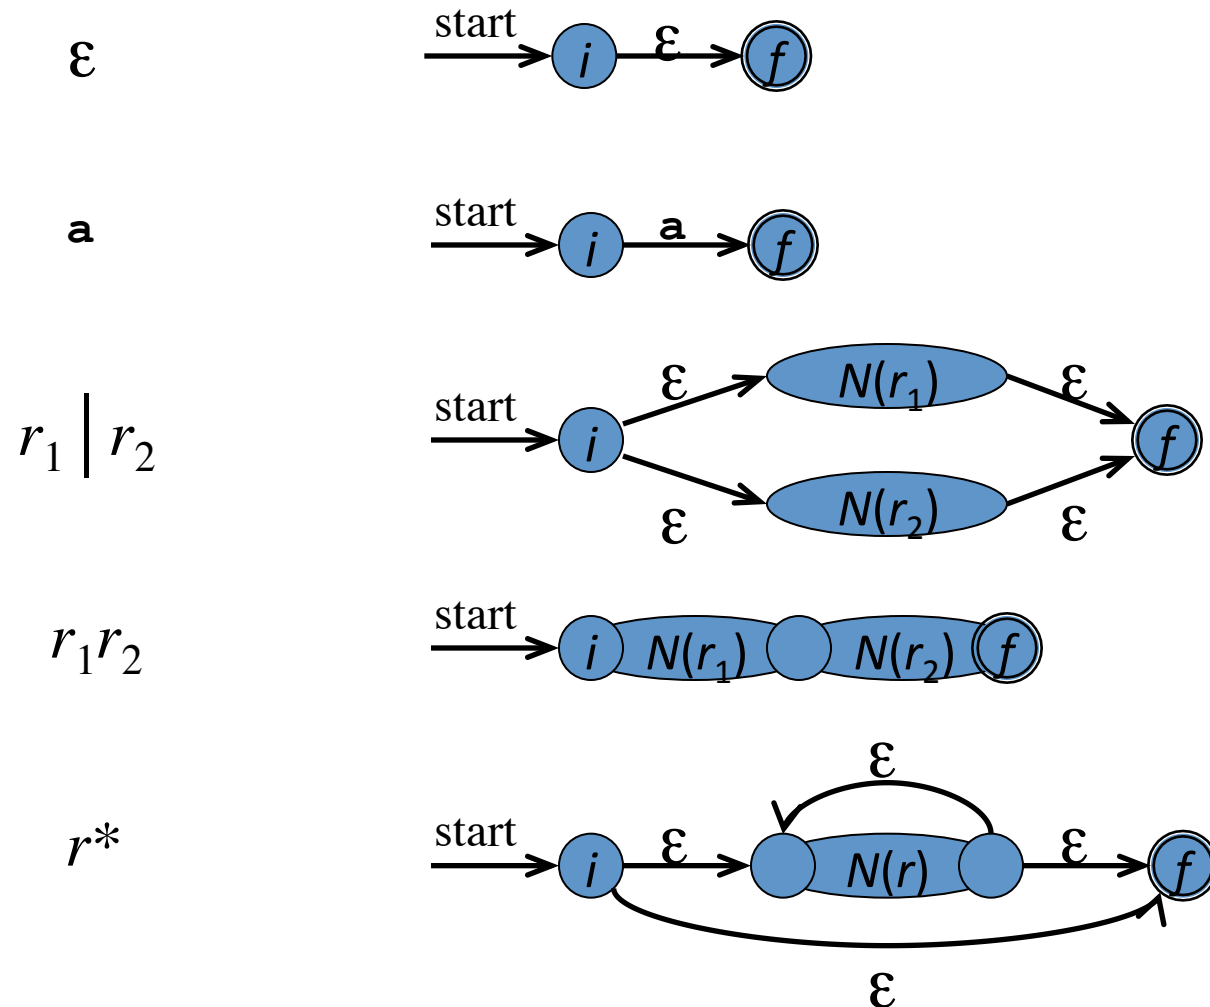 start
ε i ε f
start
a i a f
ε N(r₁) ε
start
r₁ | r₂ i f
N(r₂)
ε ε
start
r₁r₂ i N(r₁) N(r₂) f
ε
start
r* i ε N(r) ε f
ε